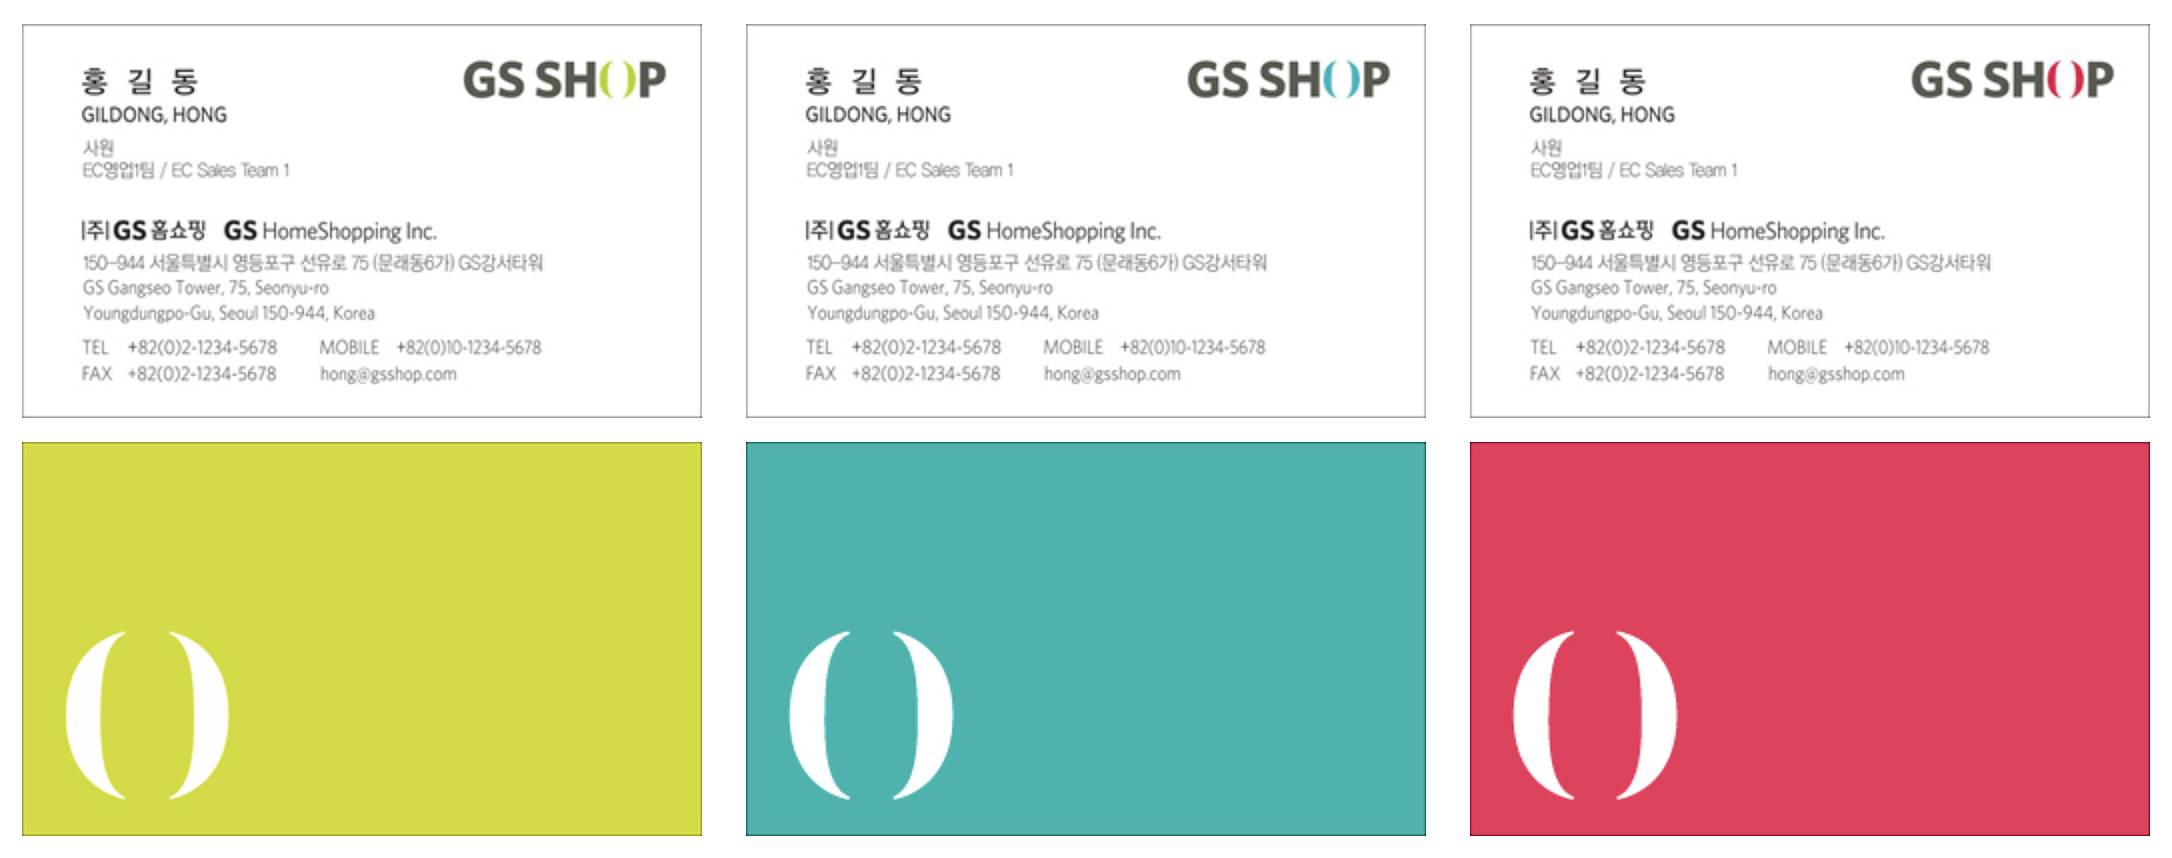 홍 길 동
GS SHOP
GILDONG, HONG
사원
EC영업1팀 / EC Sales Team 1
|주|GS홈쇼핑 GS HomeShopping Inc.
150-944 서울특별시 영등포구 선유로 75 (문래동6가) GS강서타워
GS Gangseo Tower, 75, Seonyu-ro
Youngdungpo-Gu, Seoul 150-944, Korea
TEL +82(0)2-1234-5678 MOBILE +82(0)10-1234-5678
FAX +82(0)2-1234-5678 hong@gsshop.com
홍 길 동
GS SHOP
GILDONG, HONG
사원
EC영업1팀 / EC Sales Team 1
|주|GS홈쇼핑 GS HomeShopping Inc.
150-944 서울특별시 영등포구 선유로 75 (문래동6가) GS강서타워
GS Gangseo Tower, 75, Seonyu-ro
Youngdungpo-Gu, Seoul 150-944, Korea
TEL +82(0)2-1234-5678 MOBILE +82(0)10-1234-5678
FAX +82(0)2-1234-5678 hong@gsshop.com
홍 길 동
GS SHOP
GILDONG, HONG
사원
EC영업1팀 / EC Sales Team 1
|주|GS홈쇼핑 GS HomeShopping Inc.
150-944 서울특별시 영등포구 선유로 75 (문래동6가) GS강서타워
GS Gangseo Tower, 75, Seonyu-ro
Youngdungpo-Gu, Seoul 150-944, Korea
TEL +82(0)2-1234-5678 MOBILE +82(0)10-1234-5678
FAX +82(0)2-1234-5678 hong@gsshop.com
()
()
()